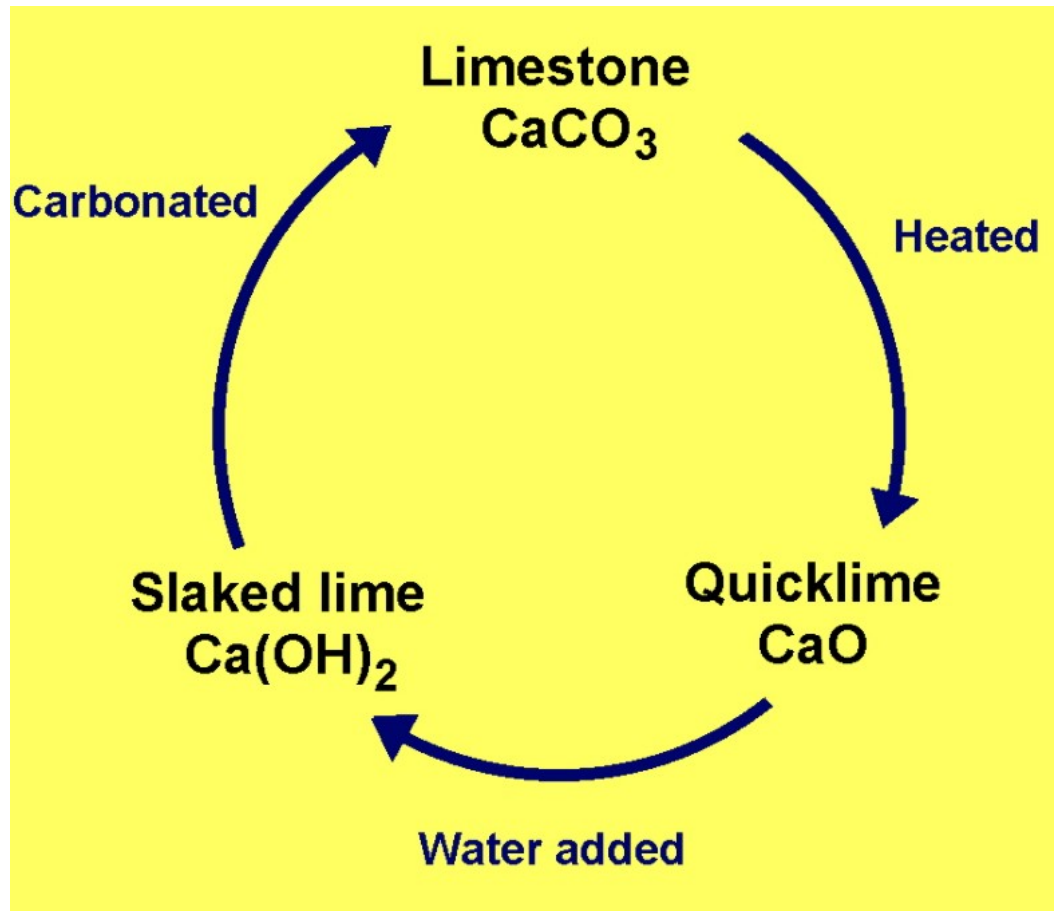 Limestone
CaCO₃
Carbonated
Heated
Slaked lime
Ca(OH)₂
Quicklime
CaO
Water added